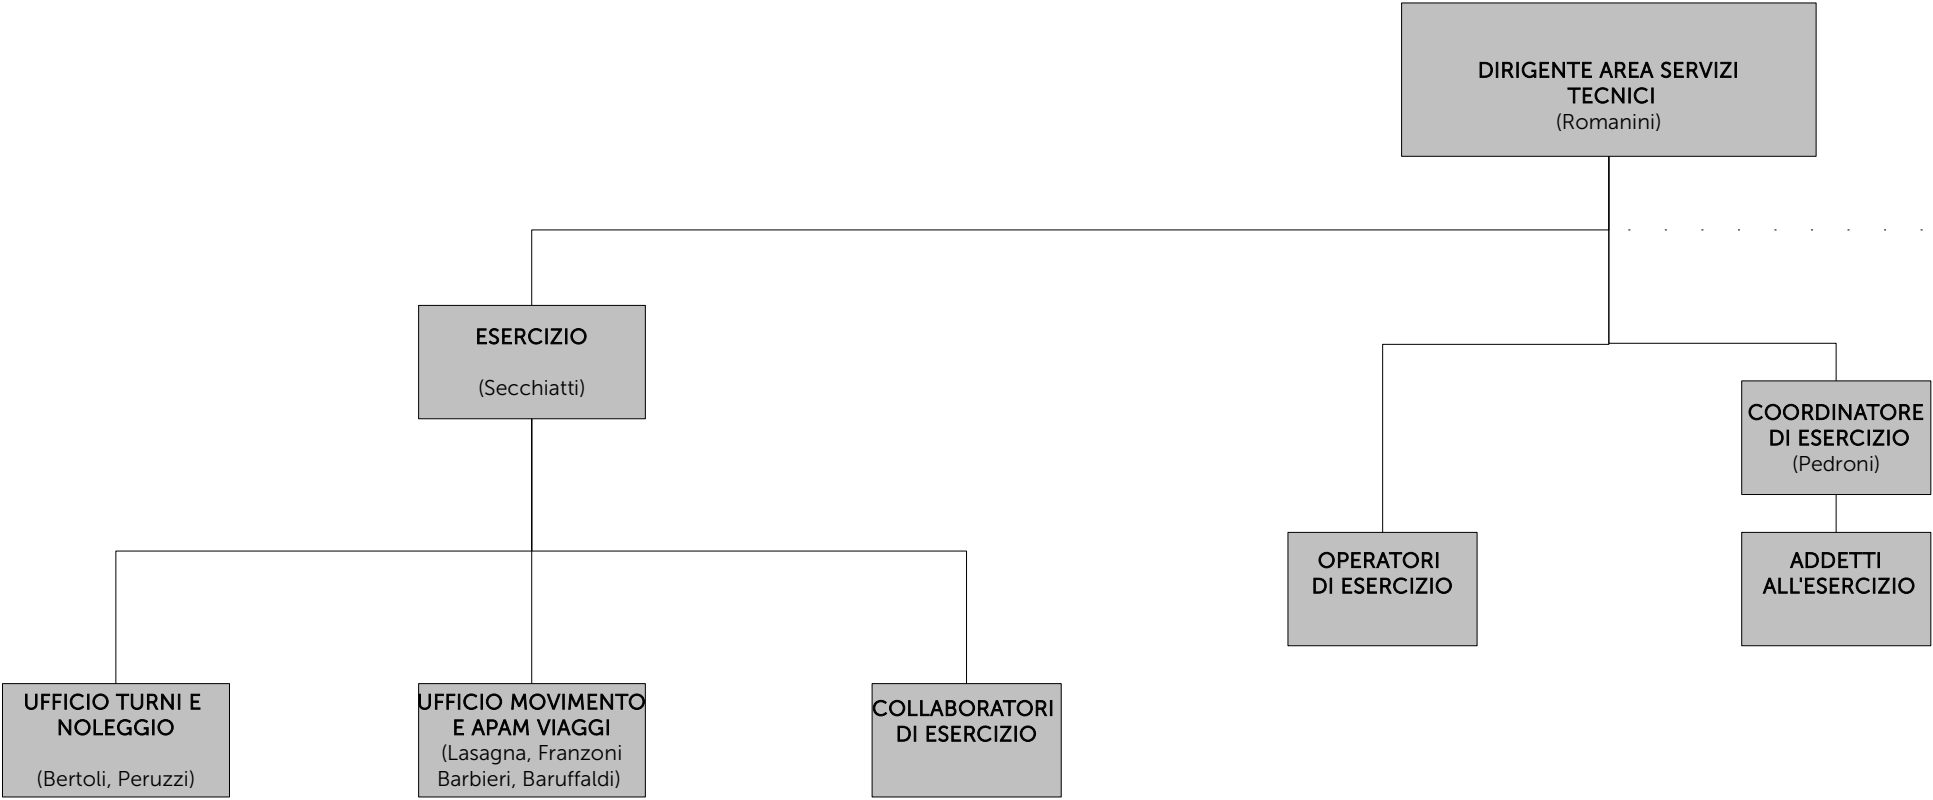 DIRIGENTE AREA SERVIZI
TECNICI
(Romanini)
ESERCIZIO
(Secchiatti)
COORDINATORE
DI ESERCIZIO
(Pedroni)
OPERATORI
DI ESERCIZIO
ADDETTI
ALL'ESERCIZIO
UFFICIO TURNI E
NOLEGGIO
(Bertoli, Peruzzi)
UFFICIO MOVIMENTO
E APAM VIAGGI
(Lasagna, Franzoni
Barbieri, Baruffaldi)
COLLABORATORI
DI ESERCIZIO